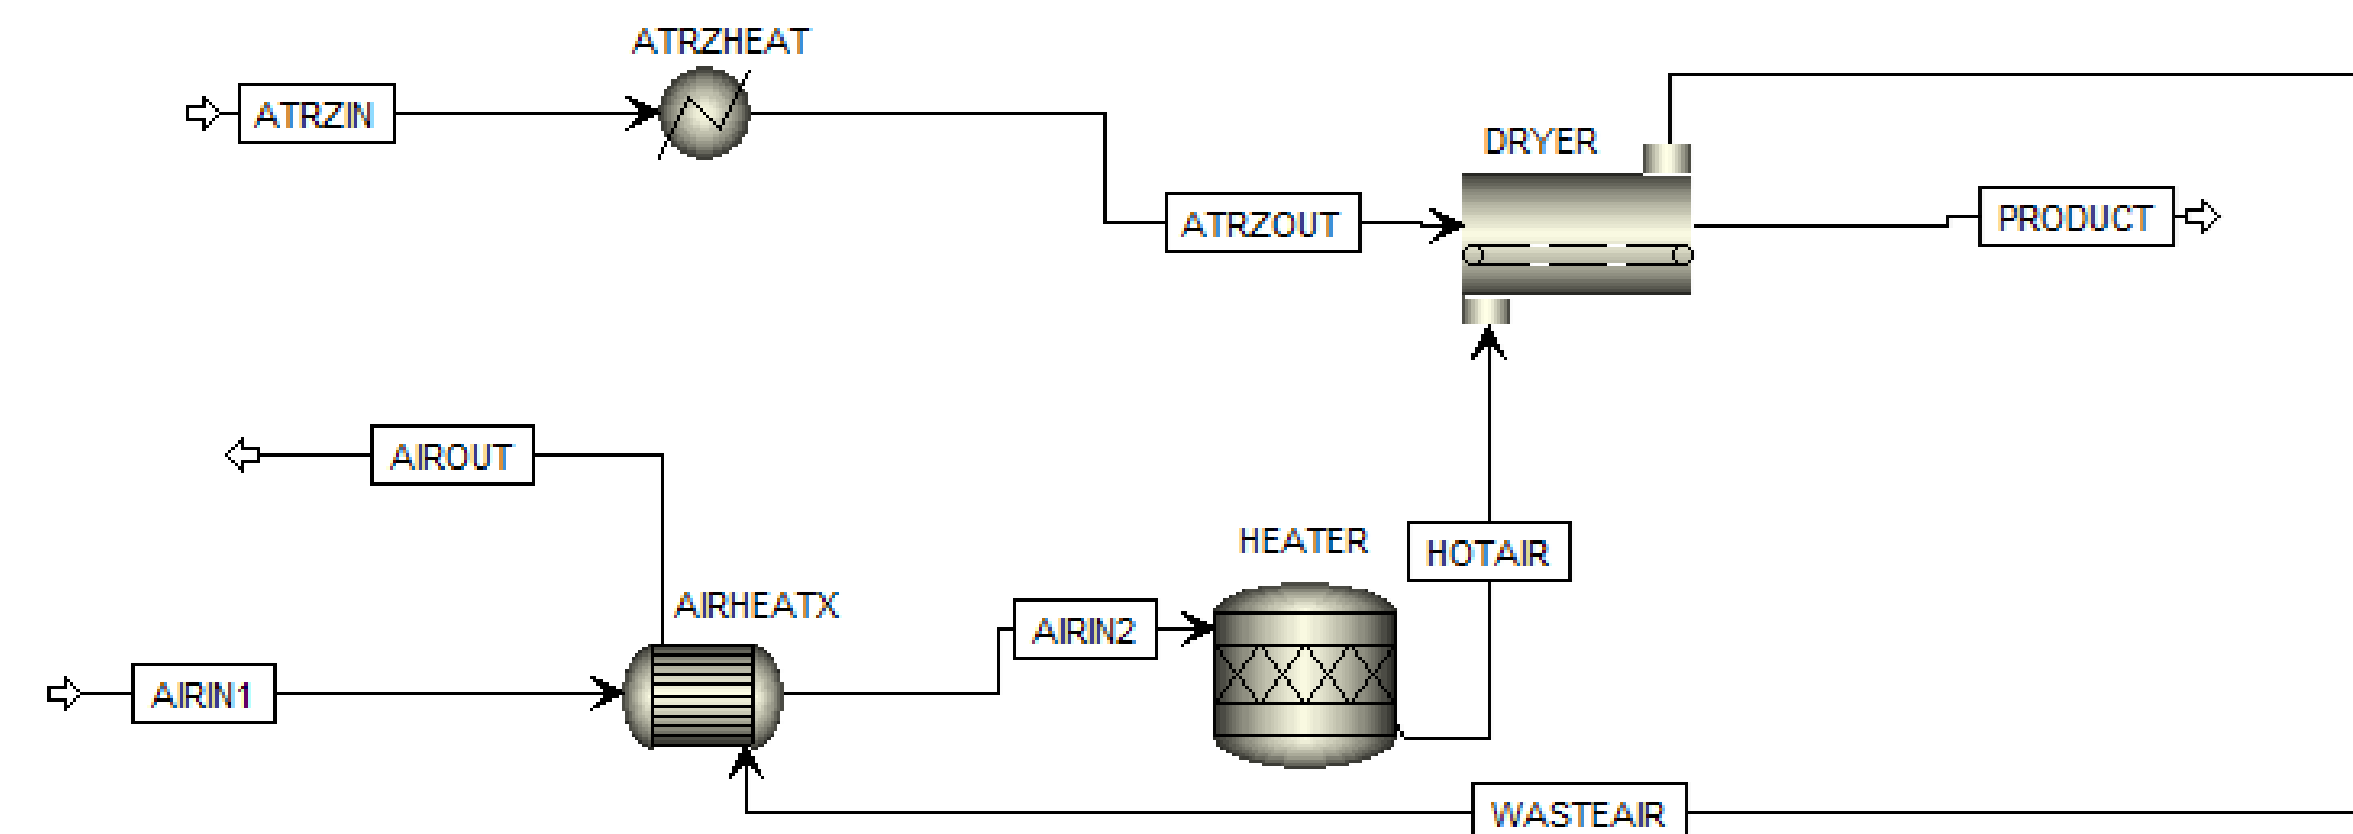 ATRZHEAT
ATRZIN
DRYER
ATRZOUT
PRODUCT
AIROUT
HEATER
HOTAIR
AIRHEATX
AIRIN2
AIRIN1
WASTEAIR